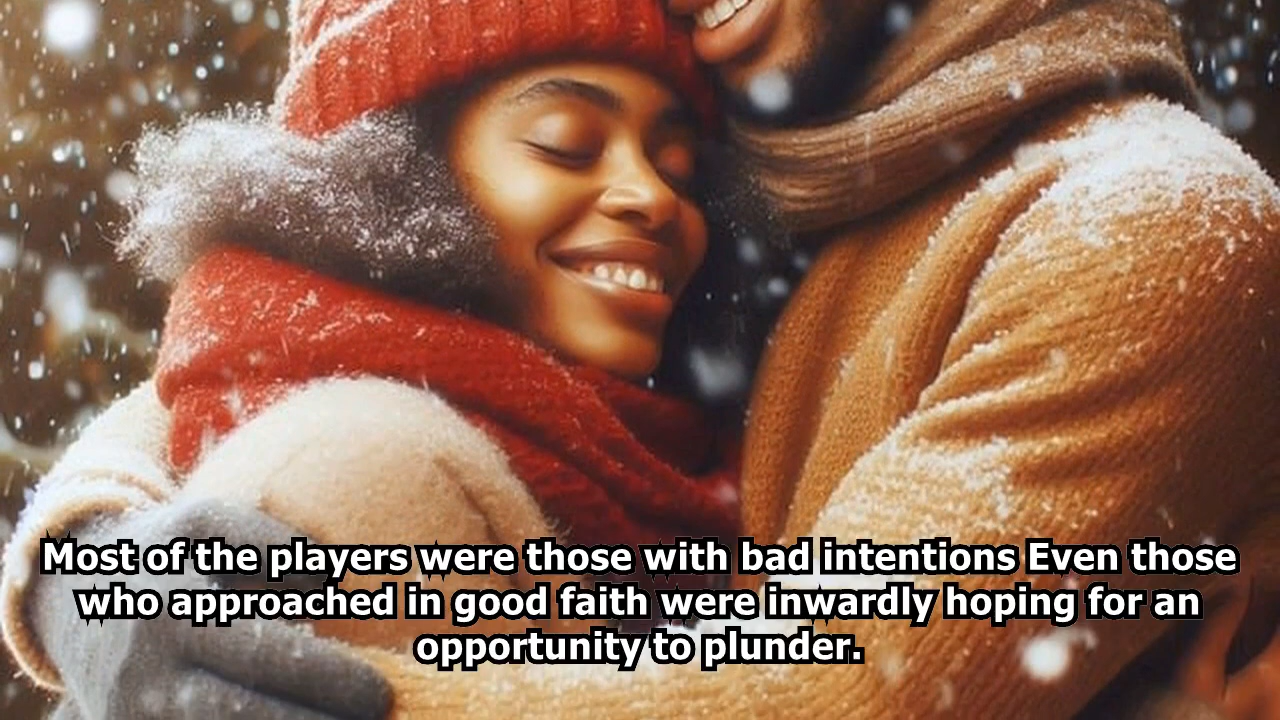 Most of the players were those with bad intentions Even those
who approached in good faith were inwardly hoping for an
opportunity to plunder.